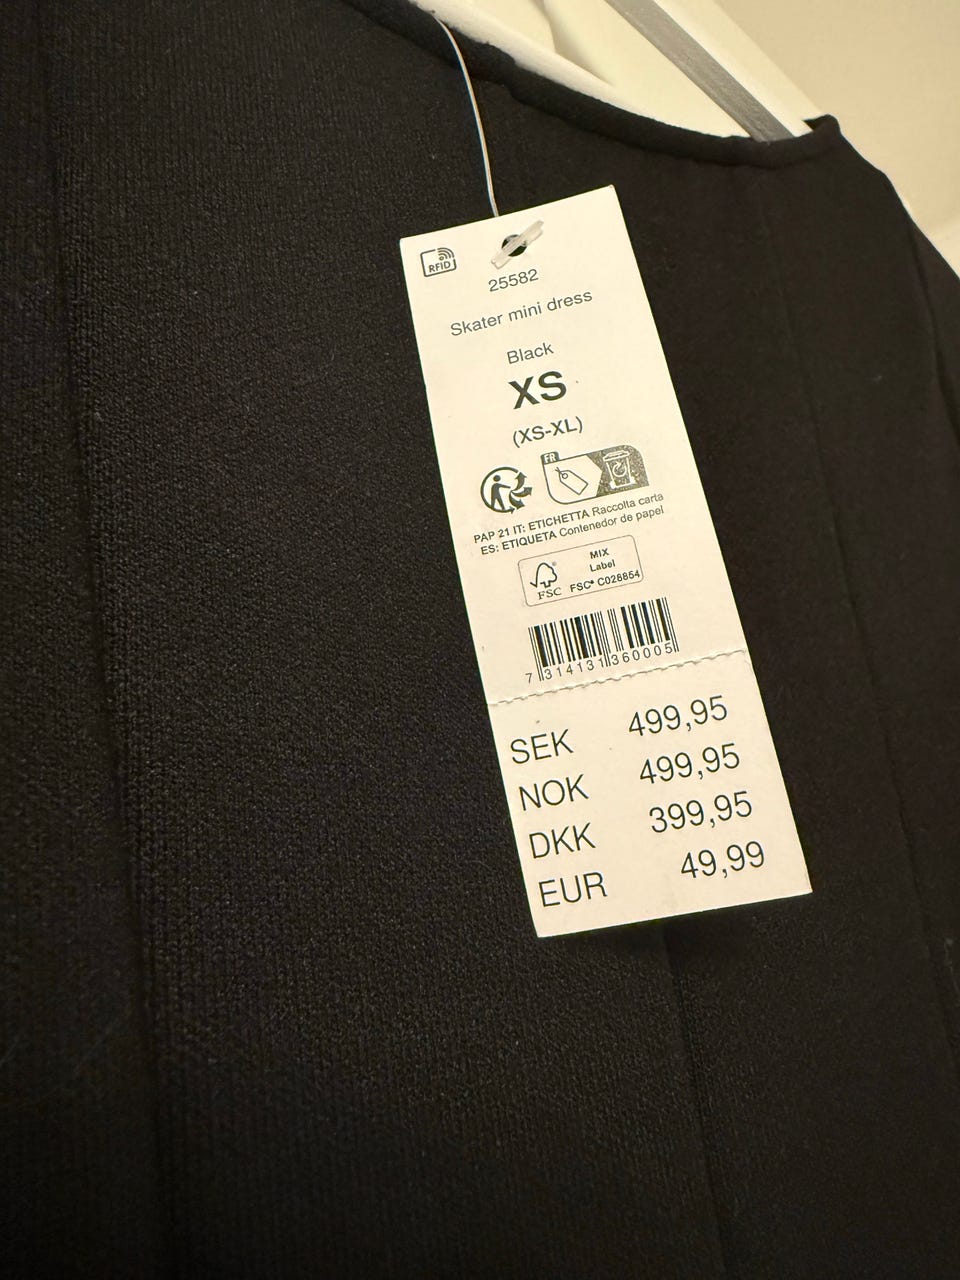 RFID
25582
Skater mini dress
Black
XS
(XS-XL)
FR
PAP 21 IT: ETICHETTA Raccolta carta
ES: ETIQUETA Contenedor de papel
MIX
Label
FSC
FSC® C028854
7 314131 360005
SEK 499,95
NOK 499,95
DKK 399,95
EUR 49,99